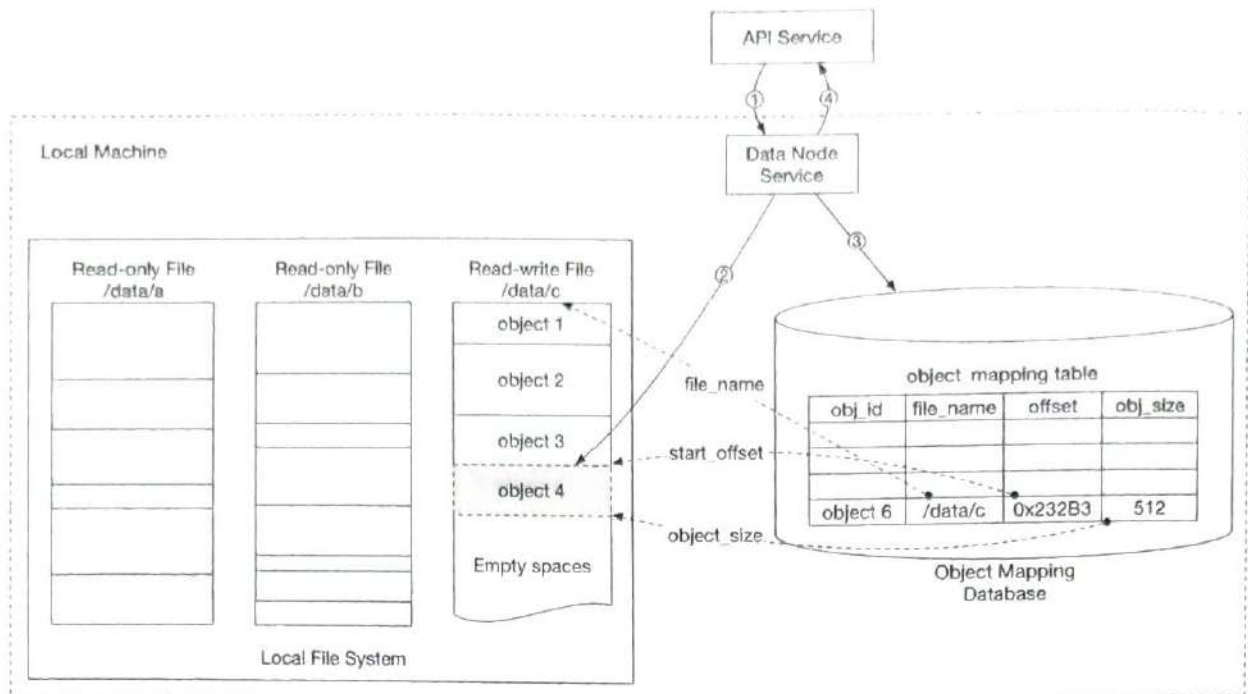 API Service
①
④
Local Machine
Data Node
Service
③
②
Read-only File
/data/a
Read-only File
/data/b
Read-write File
/data/c
object 1
object 2
object 3
object 4
Empty spaces
file_name
start_offset
object_size
object mapping table
obj_id file_name offset obj_size
object 6 /data/c 0x232B3 512
Object Mapping
Database
Local File System